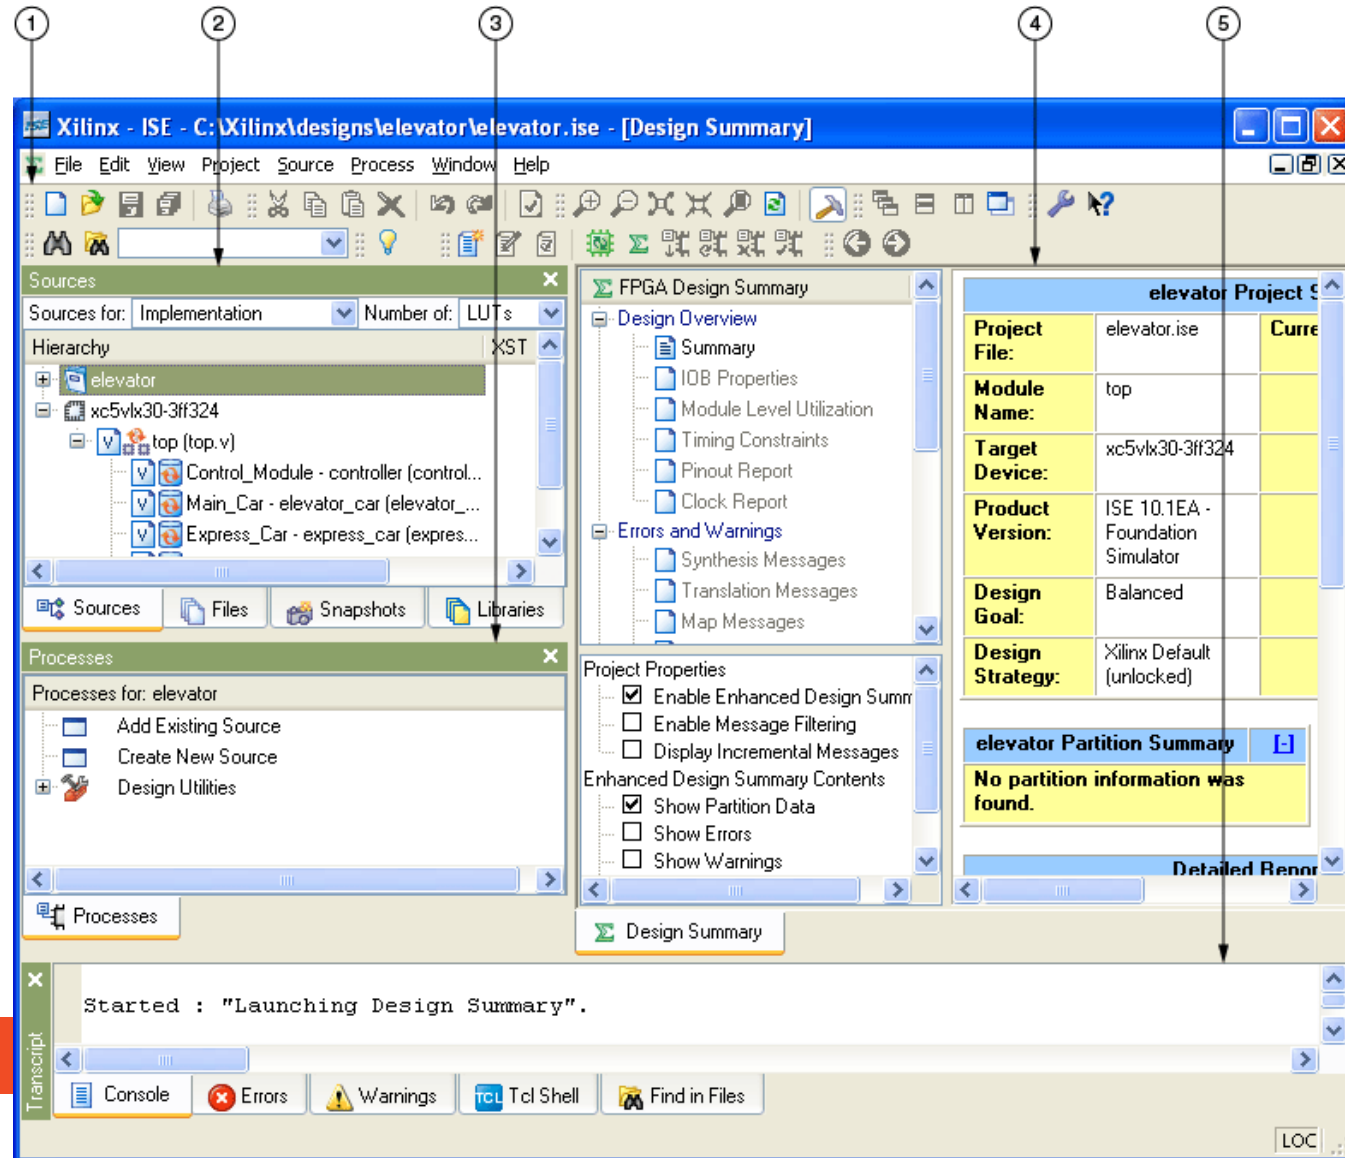 1 2 3 4 5
Xilinx - ISE - C:\Xilinx\designs\elevator\elevator.ise - [Design Summary]
File Edit View Project Source Process Window Help
Sources
Sources for: Implementation Number of: LUTs
Hierarchy XST
elevator
xc5vlx30-3ff324
top (top.v)
Control_Module - controller (control...
Main_Car - elevator_car (elevator_...
Express_Car - express_car (expres...
Sources Files Snapshots Libraries
Processes
Processes for: elevator
Add Existing Source
Create New Source
Design Utilities
Processes
FPGA Design Summary
Design Overview
Summary
IOB Properties
Module Level Utilization
Timing Constraints
Pinout Report
Clock Report
Errors and Warnings
Synthesis Messages
Translation Messages
Map Messages
Project Properties
Enable Enhanced Design Summ
Enable Message Filtering
Display Incremental Messages
Enhanced Design Summary Contents
Show Partition Data
Show Errors
Show Warnings
Design Summary
elevator Project S
Project File: elevator.ise Curre
Module Name: top
Target Device: xc5vlx30-3ff324
Product Version: ISE 10.1EA - Foundation Simulator
Design Goal: Balanced
Design Strategy: Xilinx Default (unlocked)
elevator Partition Summary [-]
No partition information was found.
Detailed Repor
Transcript
Started : "Launching Design Summary".
Console Errors Warnings TCL Tcl Shell Find in Files
LOC